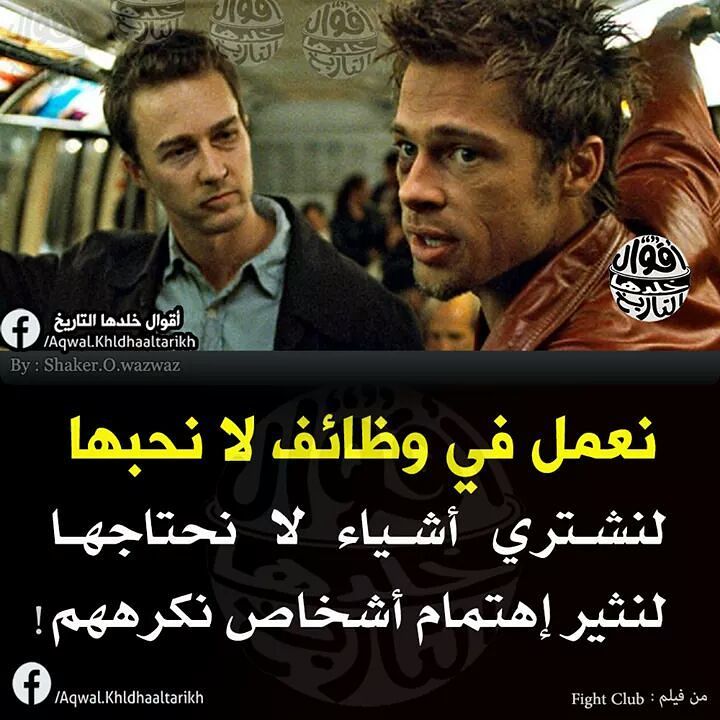 أقوال خلدها التاريخ
/Aqwal.Khldhaaltarikh
By : Shaker.O.wazwaz
نعمل في وظائف لا نحبها
لنشتري أشياء لا نحتاجها
لنثير إهتمام أشخاص نكرههم !
/Aqwal.Khldhaaltarikh
من فيلم : Fight Club